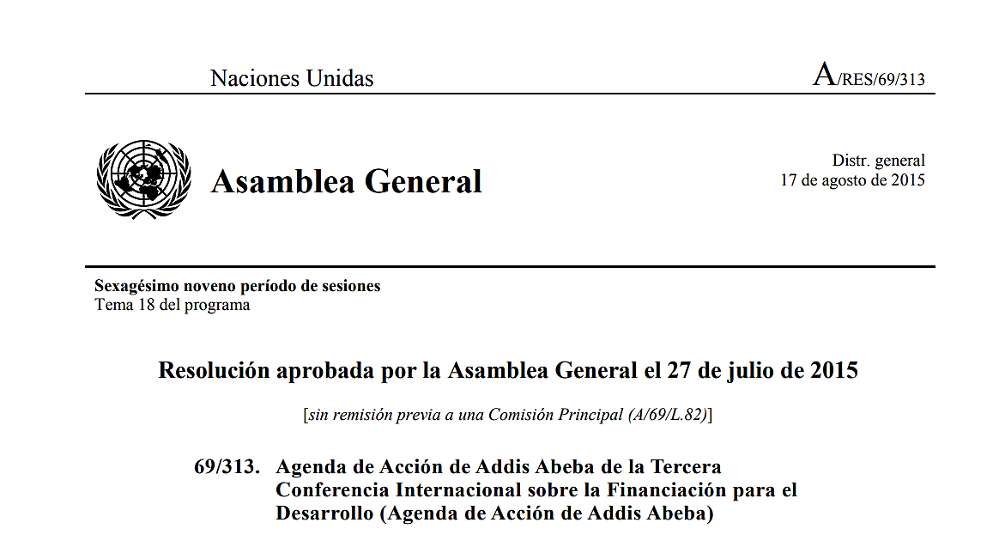 Naciones Unidas
A/RES/69/313
Asamblea General
Distr. general
17 de agosto de 2015
Sexagésimo noveno período de sesiones
Tema 18 del programa
Resolución aprobada por la Asamblea General el 27 de julio de 2015
[sin remisión previa a una Comisión Principal (A/69/L.82)]
69/313. Agenda de Acción de Addis Abeba de la Tercera
Conferencia Internacional sobre la Financiación para el
Desarrollo (Agenda de Acción de Addis Abeba)